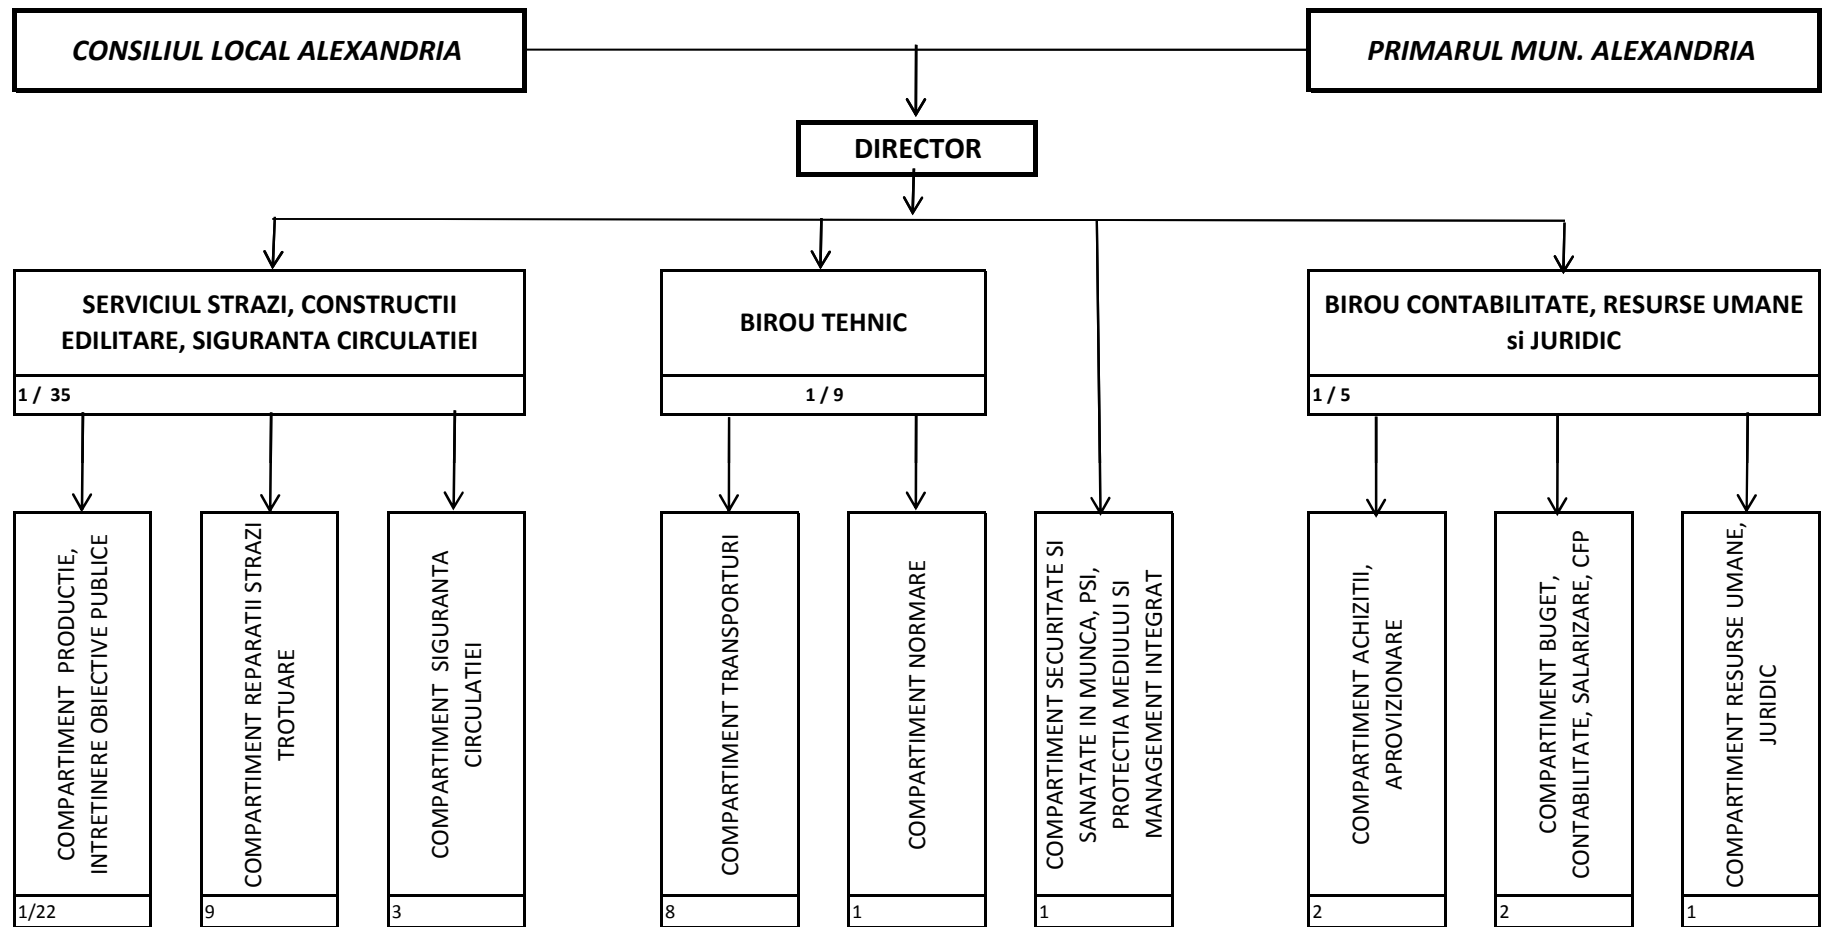 CONSILIUL LOCAL ALEXANDRIA
PRIMARUL MUN. ALEXANDRIA
DIRECTOR
SERVICIUL STRAZI, CONSTRUCTII
EDILITARE, SIGURANTA CIRCULATIEI
1 / 35
BIROU TEHNIC
1 / 9
BIROU CONTABILITATE, RESURSE UMANE
si JURIDIC
1 / 5
COMPARTIMENT PRODUCTIE,
INTRETINERE OBIECTIVE PUBLICE
1/22
COMPARTIMENT REPARATII STRAZI
TROTUARE
9
COMPARTIMENT SIGURANTA
CIRCULATIEI
3
COMPARTIMENT TRANSPORTURI
8
COMPARTIMENT NORMARE
1
COMPARTIMENT SECURITATE SI
SANATATE IN MUNCA, PSI,
PROTECTIA MEDIULUI SI
MANAGEMENT INTEGRAT
1
COMPARTIMENT ACHIZITII,
APROVIZIONARE
2
COMPARTIMENT BUGET,
CONTABILITATE, SALARIZARE, CFP
2
COMPARTIMENT RESURSE UMANE,
JURIDIC
1